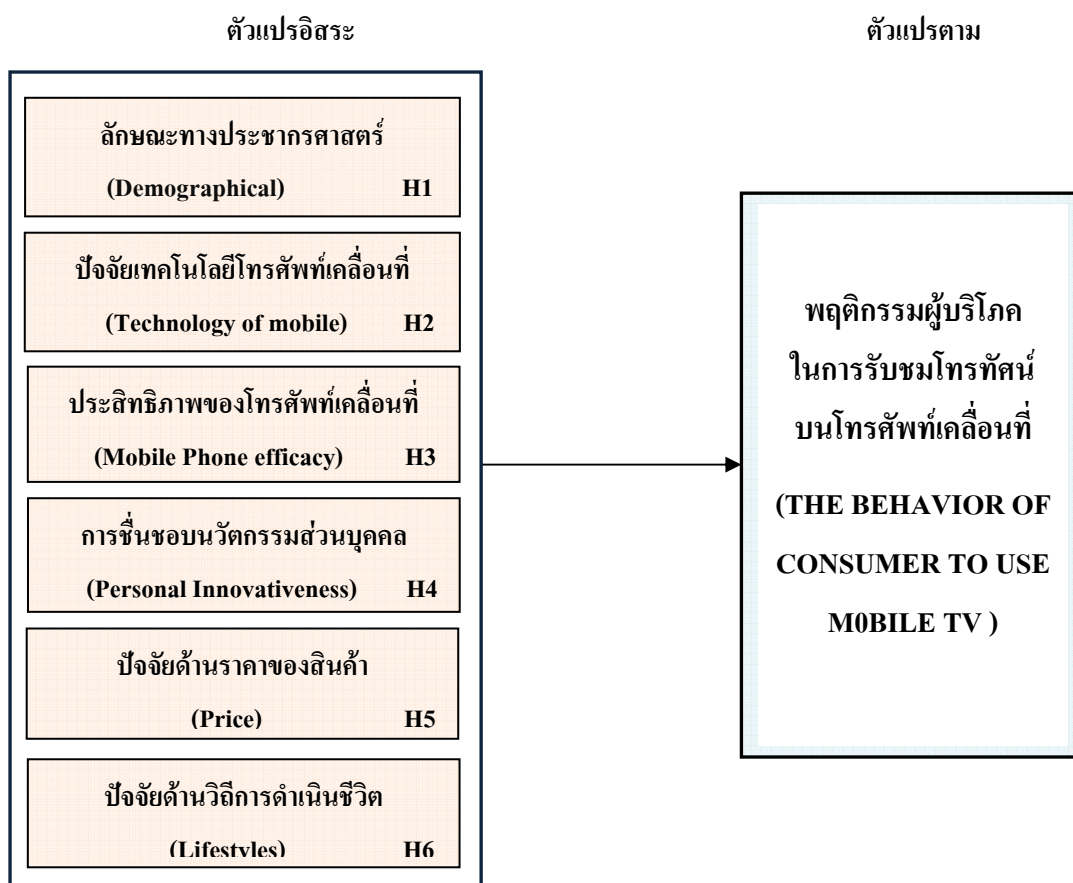 ตัวแปรอิสระ
ตัวแปรตาม
ลักษณะทางประชากรศาสตร์
(Demographical) H1
ปัจจัยเทคโนโลยีโทรศัพท์เคลื่อนที่
(Technology of mobile) H2
ประสิทธิภาพของโทรศัพท์เคลื่อนที่
(Mobile Phone efficacy) H3
การชื่นชอบนวัตกรรมส่วนบุคคล
(Personal Innovativeness) H4
ปัจจัยด้านราคาของสินค้า
(Price) H5
ปัจจัยด้านวิถีการดำเนินชีวิต
(Lifestyles) H6
พฤติกรรมผู้บริโภค
ในการรับชมโทรทัศน์
บนโทรศัพท์เคลื่อนที่
(THE BEHAVIOR OF
CONSUMER TO USE
M0BILE TV )